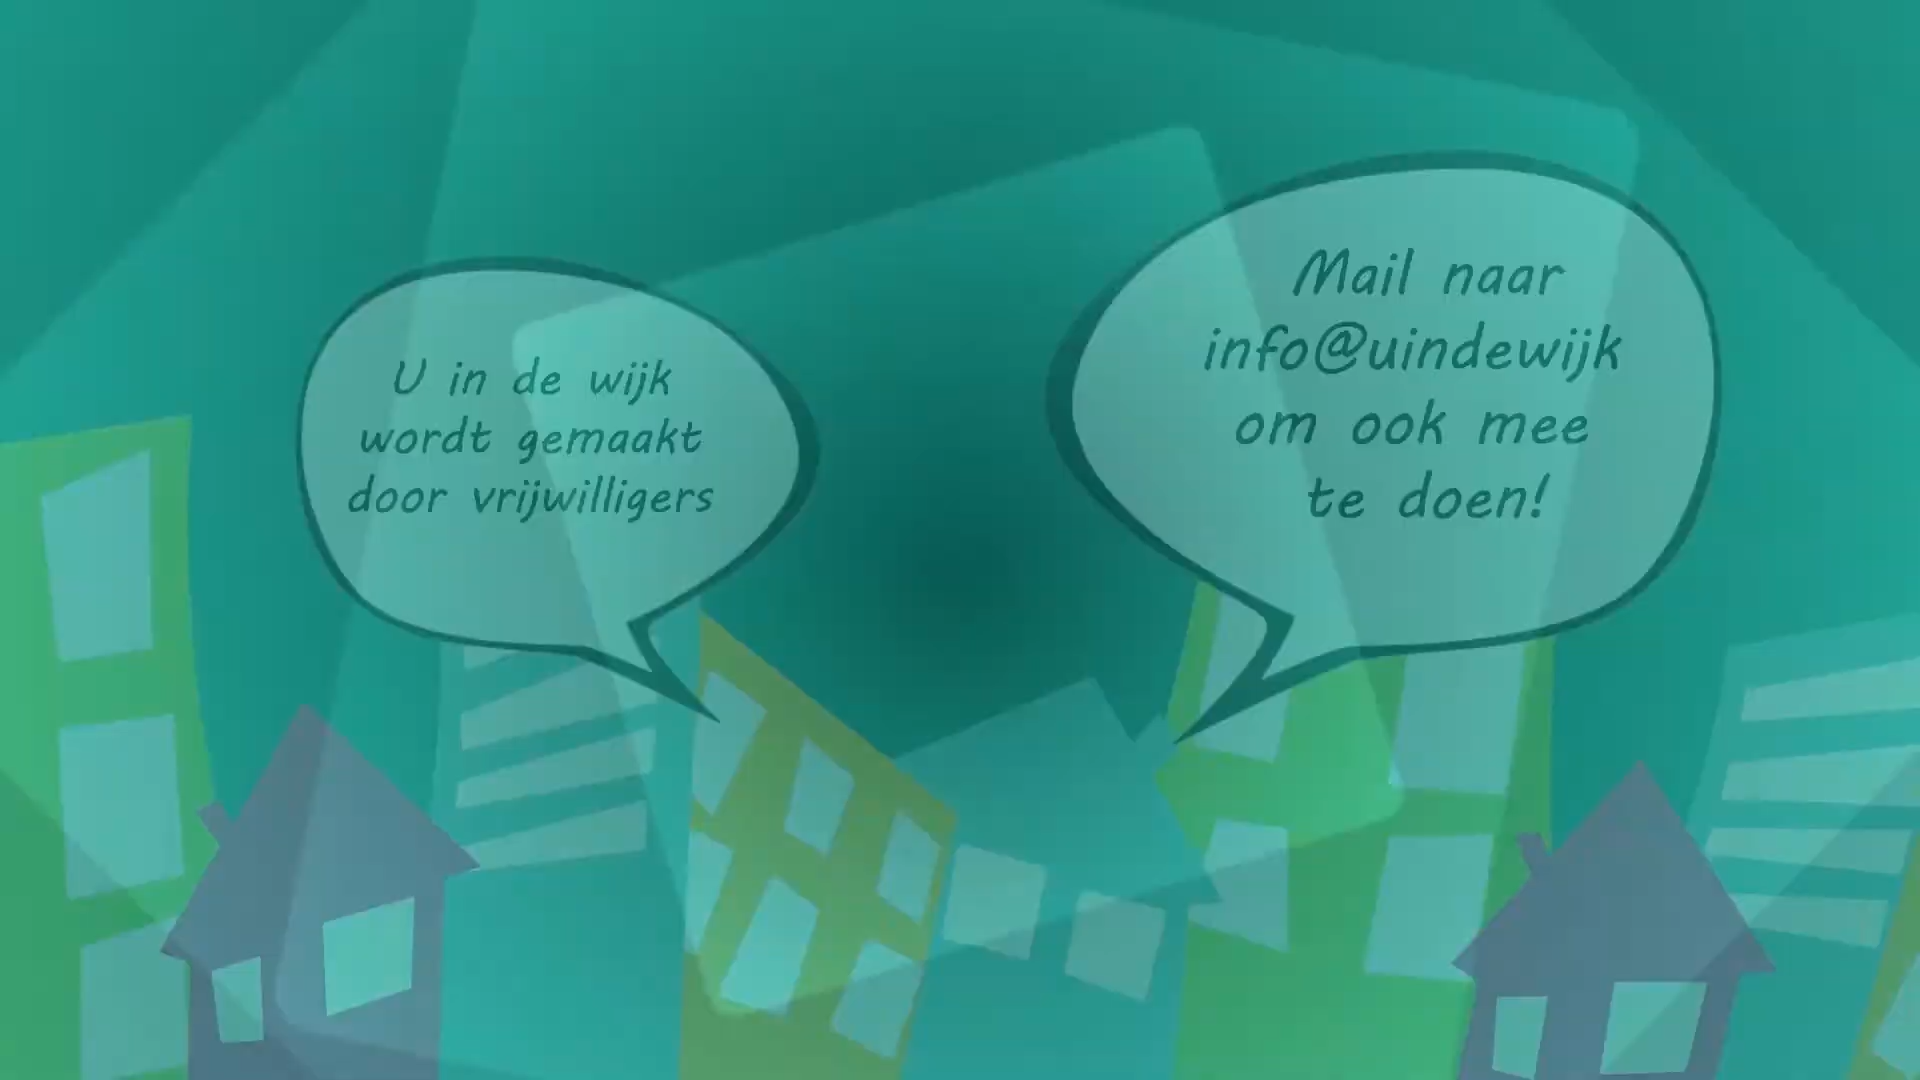 U in de wijk
wordt gemaakt
door vrijwilligers
Mail naar
info@uindewijk
om ook mee
te doen!